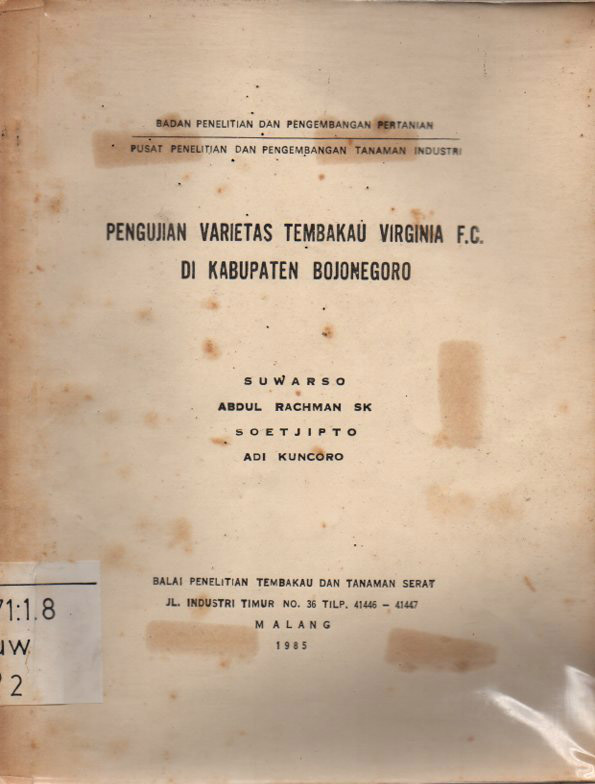 BADAN PENELITIAN DAN PENGEMBANGAN PERTANIAN
PUSAT PENELITIAN DAN PENGEMBANGAN TANAMAN INDUSTRI
PENGUJIAN VARIETAS TEMBAKAU VIRGINIA F.C.
DI KABUPATEN BOJONEGORO
SUWARSO
ABDUL RACHMAN SK
SOETJIPTO
ADI KUNCORO
BALAI PENELITIAN TEMBAKAU DAN TANAMAN SERAT
JL. INDUSTRI TIMUR NO. 36 TILP. 41446 – 41447
MALANG
1985
71:1.8
uw
2